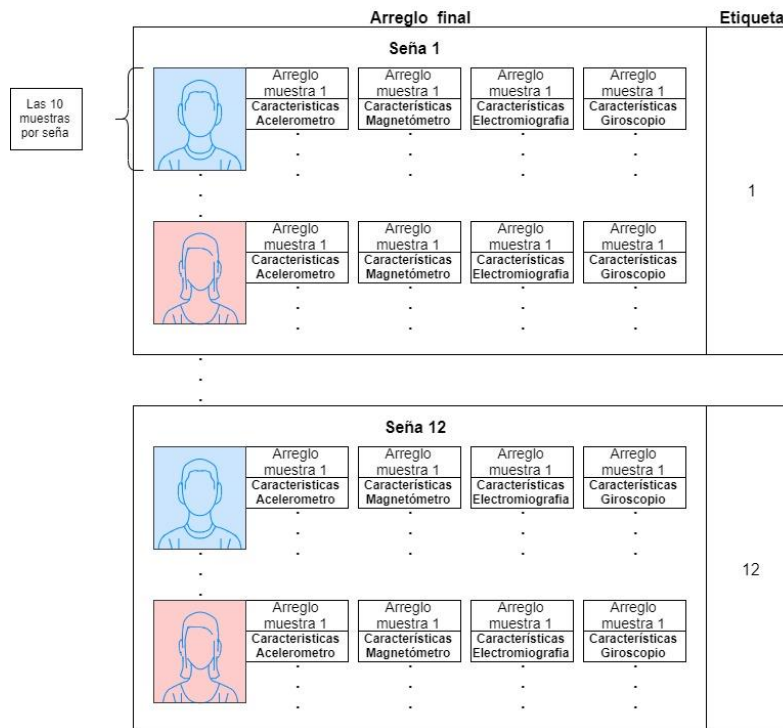 Arreglo final
Etiqueta
Seña 1
Las 10
muestras
por seña
Arreglo
muestra 1
Características
Acelerometro
Arreglo
muestra 1
Características
Magnetómetro
Arreglo
muestra 1
Características
Electromiografia
Arreglo
muestra 1
Características
Giroscopio
1
Arreglo
muestra 1
Características
Acelerometro
Arreglo
muestra 1
Características
Magnetómetro
Arreglo
muestra 1
Características
Electromiografia
Arreglo
muestra 1
Características
Giroscopio
Seña 12
Arreglo
muestra 1
Características
Acelerometro
Arreglo
muestra 1
Características
Magnetómetro
Arreglo
muestra 1
Características
Electromiografia
Arreglo
muestra 1
Características
Giroscopio
12
Arreglo
muestra 1
Características
Acelerometro
Arreglo
muestra 1
Características
Magnetómetro
Arreglo
muestra 1
Características
Electromiografia
Arreglo
muestra 1
Características
Giroscopio